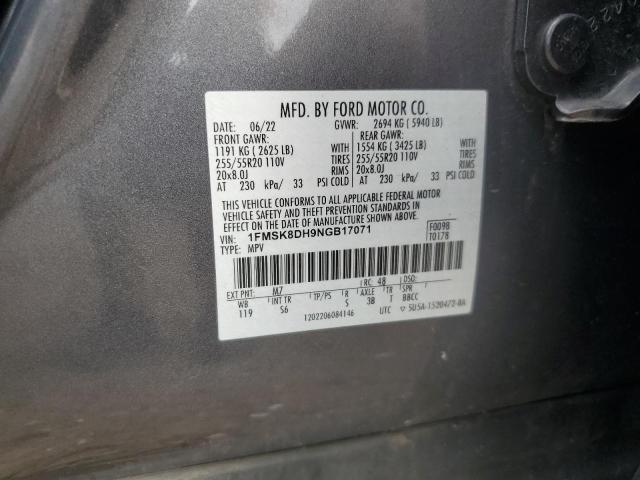 MFD. BY FORD MOTOR CO.
DATE: 06/22 GVWR: 2694 KG ( 5940 LB)
FRONT GAWR: REAR GAWR:
1191 KG ( 2625 LB) 1554 KG ( 3425 LB)
255/55R20 110V TIRES 255/55R20 110V
20x8.0J RIMS 20x8.0J
AT 230 kPa/ 33 PSI COLD AT 230 kPa/ 33 PSI COLD
THIS VEHICLE CONFORMS TO ALL APPLICABLE FEDERAL MOTOR
VEHICLE SAFETY AND THEFT PREVENTION STANDARDS IN EFFECT
ON THE DATE OF MANUFACTURE SHOWN ABOVE.
VIN: 1FMSK8DH9NGB17071 F0098
TYPE: MPV T0178
EXT PNT: M7 RC: 48 DSO:
WB INT TR TP/PS R AXLE TR SPR
119 S6 S 3B T BBCC
1202206084146 UTC ▽ 5U5A-1520472-BA